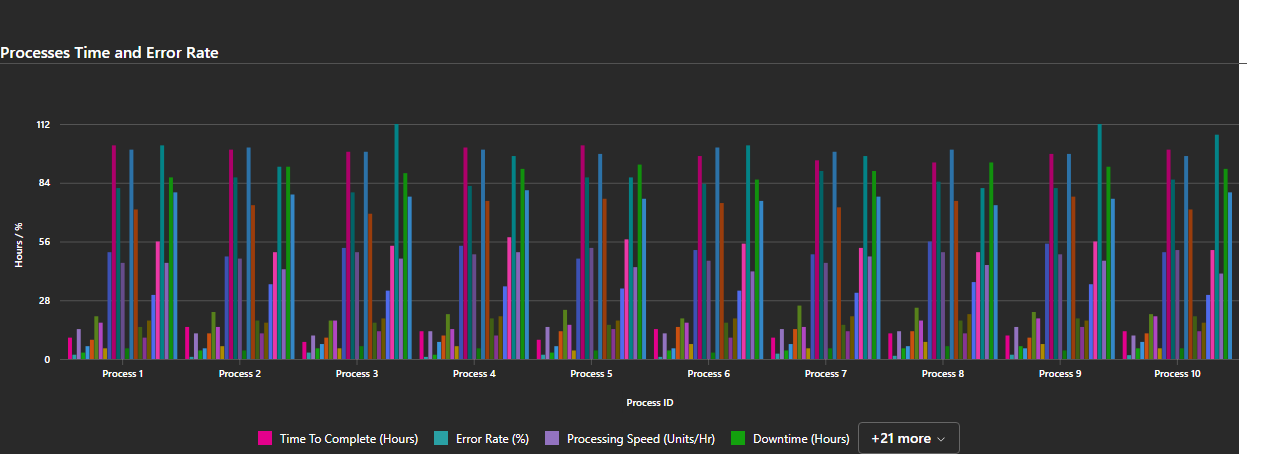 Processes Time and Error Rate
112
84
56
28
0
Hours / %
Process 1 Process 2 Process 3 Process 4 Process 5 Process 6 Process 7 Process 8 Process 9 Process 10
Process ID
Time To Complete (Hours) Error Rate (%) Processing Speed (Units/Hr) Downtime (Hours) +21 more